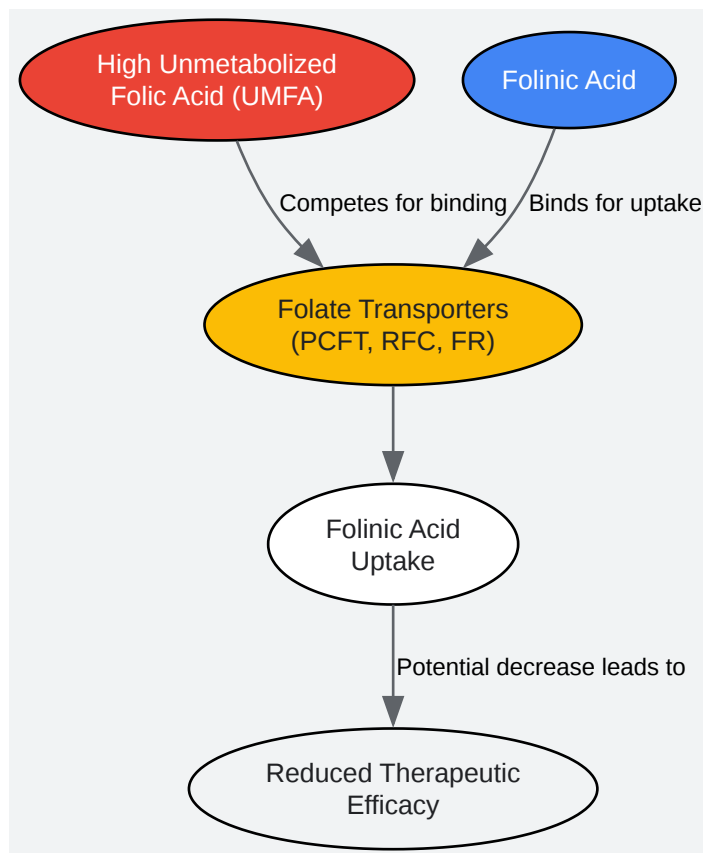 High Unmetabolized
Folic Acid (UMFA)
Folinic Acid
Competes for binding
Binds for uptake
Folate Transporters
(PCFT, RFC, FR)
Folinic Acid
Uptake
Potential decrease leads to
Reduced Therapeutic
Efficacy